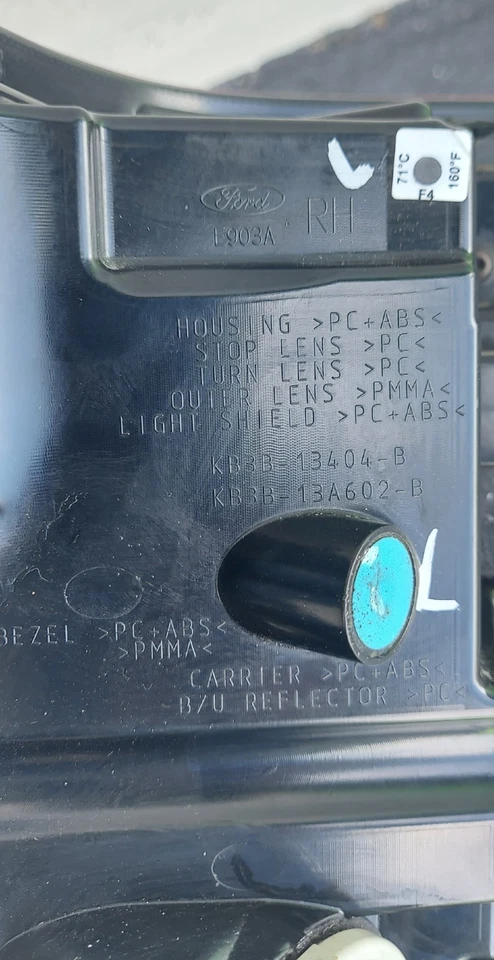 71°C
160°F
F4
Ford
L903A
RH
HOUSING >PC+ABS<
STOP LENS >PC<
TURN LENS >PC<
OUTER LENS >PMMA<
LIGHT SHIELD >PC+ABS<
KB3B-13404-B
KB3B-13A602-B
L
BEZEL >PC+ABS<
>PMMA<
CARRIER >PC+ABS<
B/U REFLECTOR >PC<